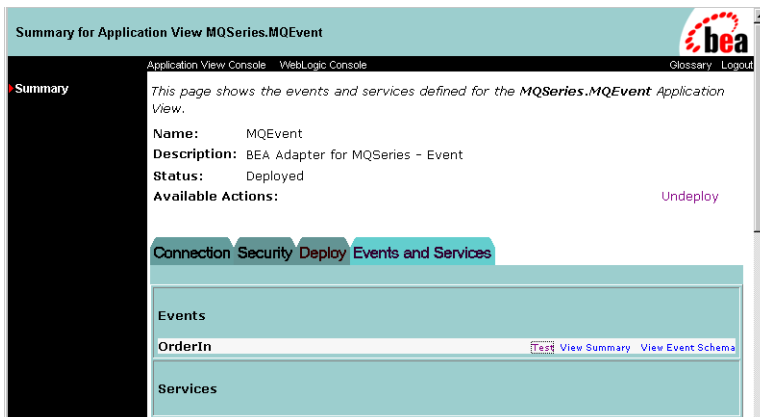 Summary for Application View MQSeries.MQEvent
bea
Application View Console WebLogic Console Glossary Logout
Summary
This page shows the events and services defined for the MQSeries.MQEvent Application
View.
Name: MQEvent
Description: BEA Adapter for MQSeries - Event
Status: Deployed
Available Actions: Undeploy
Connection Security Deploy Events and Services
Events
OrderIn Test View Summary View Event Schema
Services